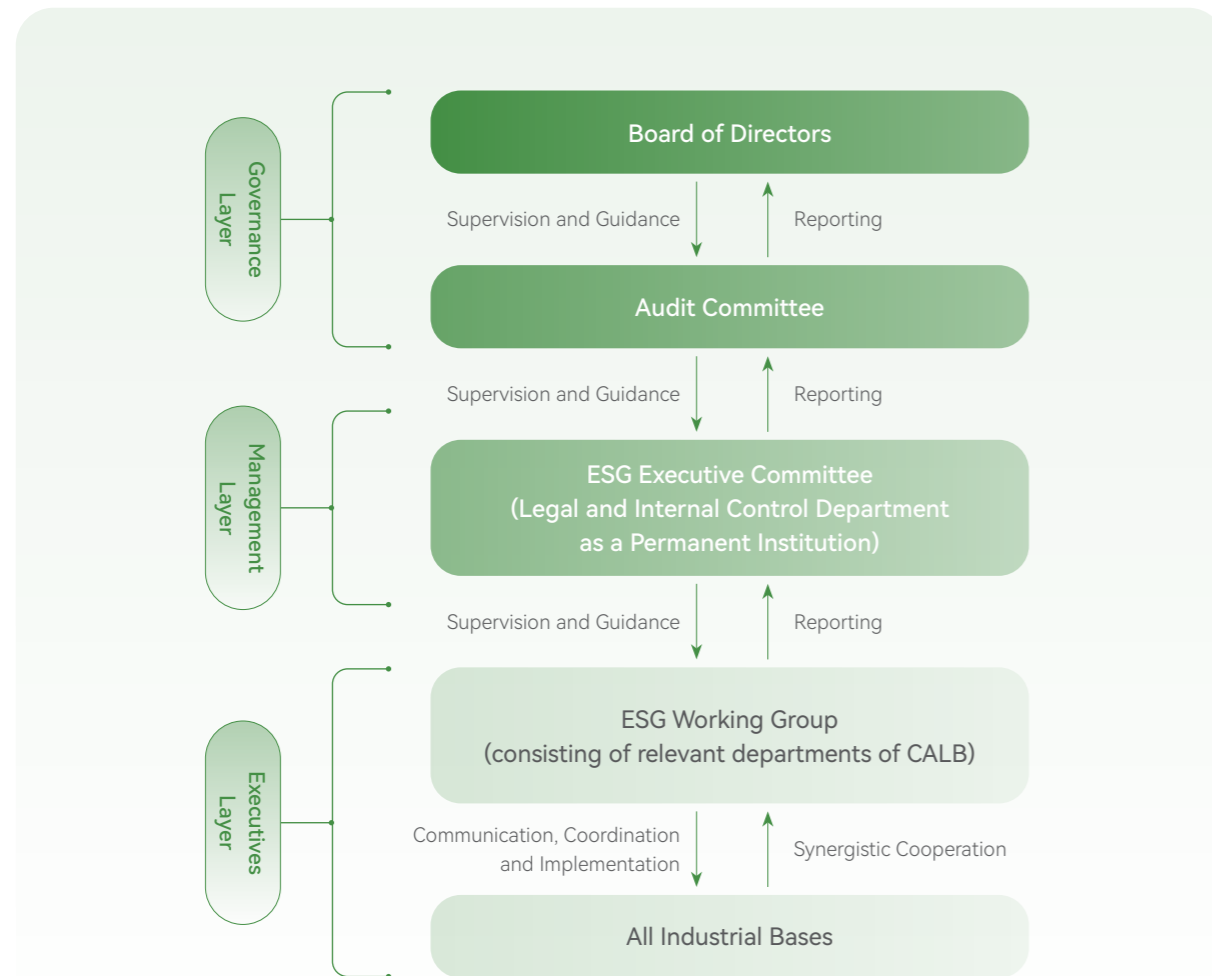 Governance
Layer
Board of Directors
Supervision and Guidance
Reporting
Audit Committee
Supervision and Guidance
Reporting
Management
Layer
ESG Executive Committee
(Legal and Internal Control Department
as a Permanent Institution)
Supervision and Guidance
Reporting
Executives
Layer
ESG Working Group
(consisting of relevant departments of CALB)
Communication, Coordination
and Implementation
Synergistic Cooperation
All Industrial Bases